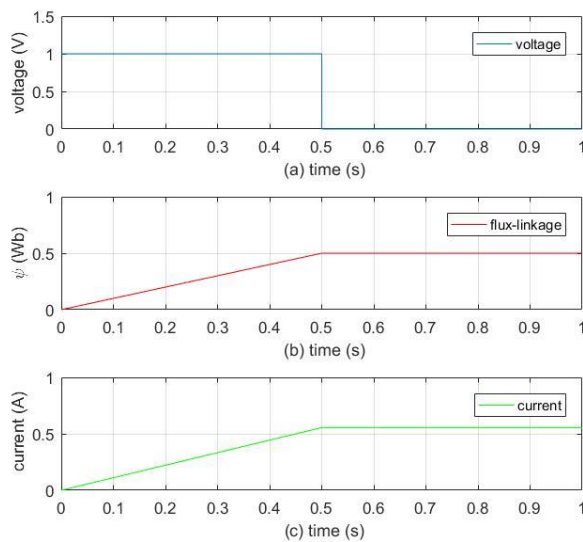 1.5
1
0.5
0
voltage (V)
voltage
0 0.1 0.2 0.3 0.4 0.5 0.6 0.7 0.8 0.9 1
(a) time (s)
1
0.5
0
ψ (Wb)
flux-linkage
0 0.1 0.2 0.3 0.4 0.5 0.6 0.7 0.8 0.9 1
(b) time (s)
1
0.5
0
current (A)
current
0 0.1 0.2 0.3 0.4 0.5 0.6 0.7 0.8 0.9 1
(c) time (s)